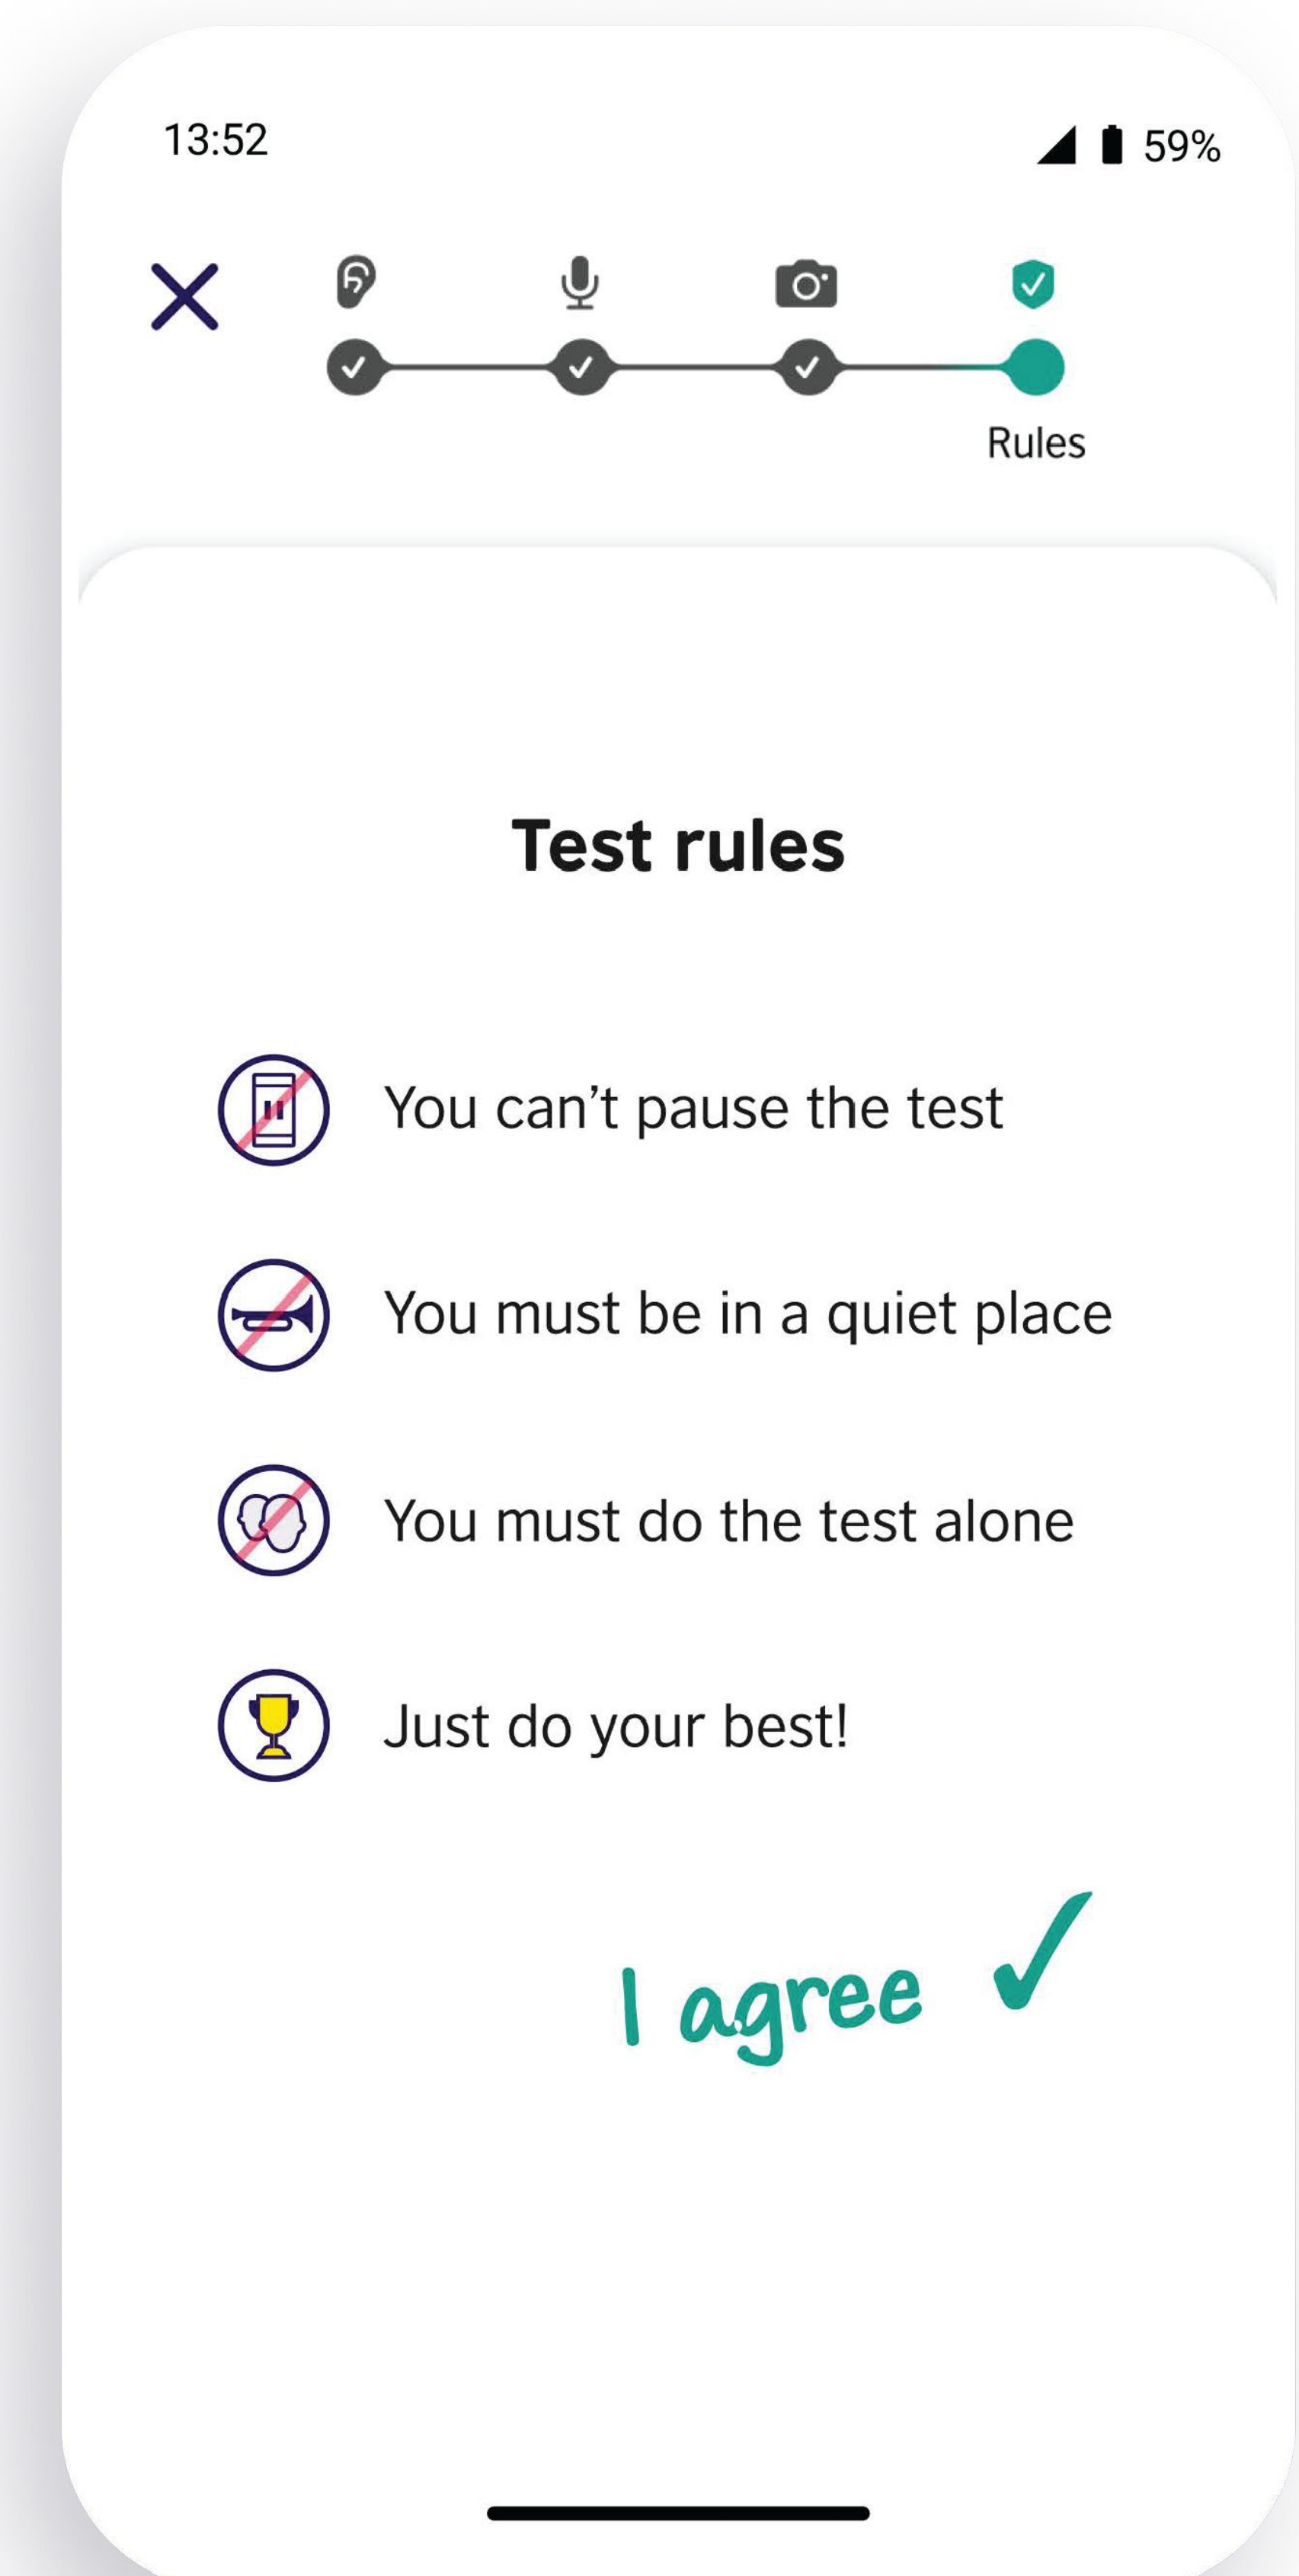 13:52
59%
Rules
Test rules
You can’t pause the test
You must be in a quiet place
You must do the test alone
Just do your best!
I agree